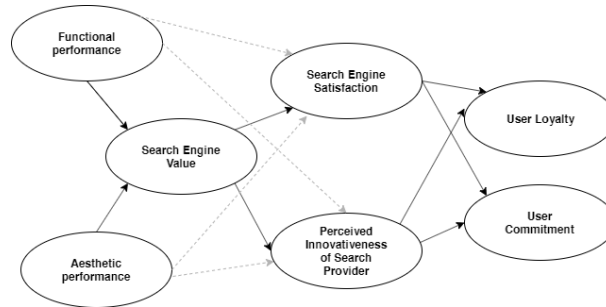 Functional
performance
Search Engine
Satisfaction
User Loyalty
Search Engine
Value
User
Commitment
Perceived
Innovativeness
of Search
Provider
Aesthetic
performance